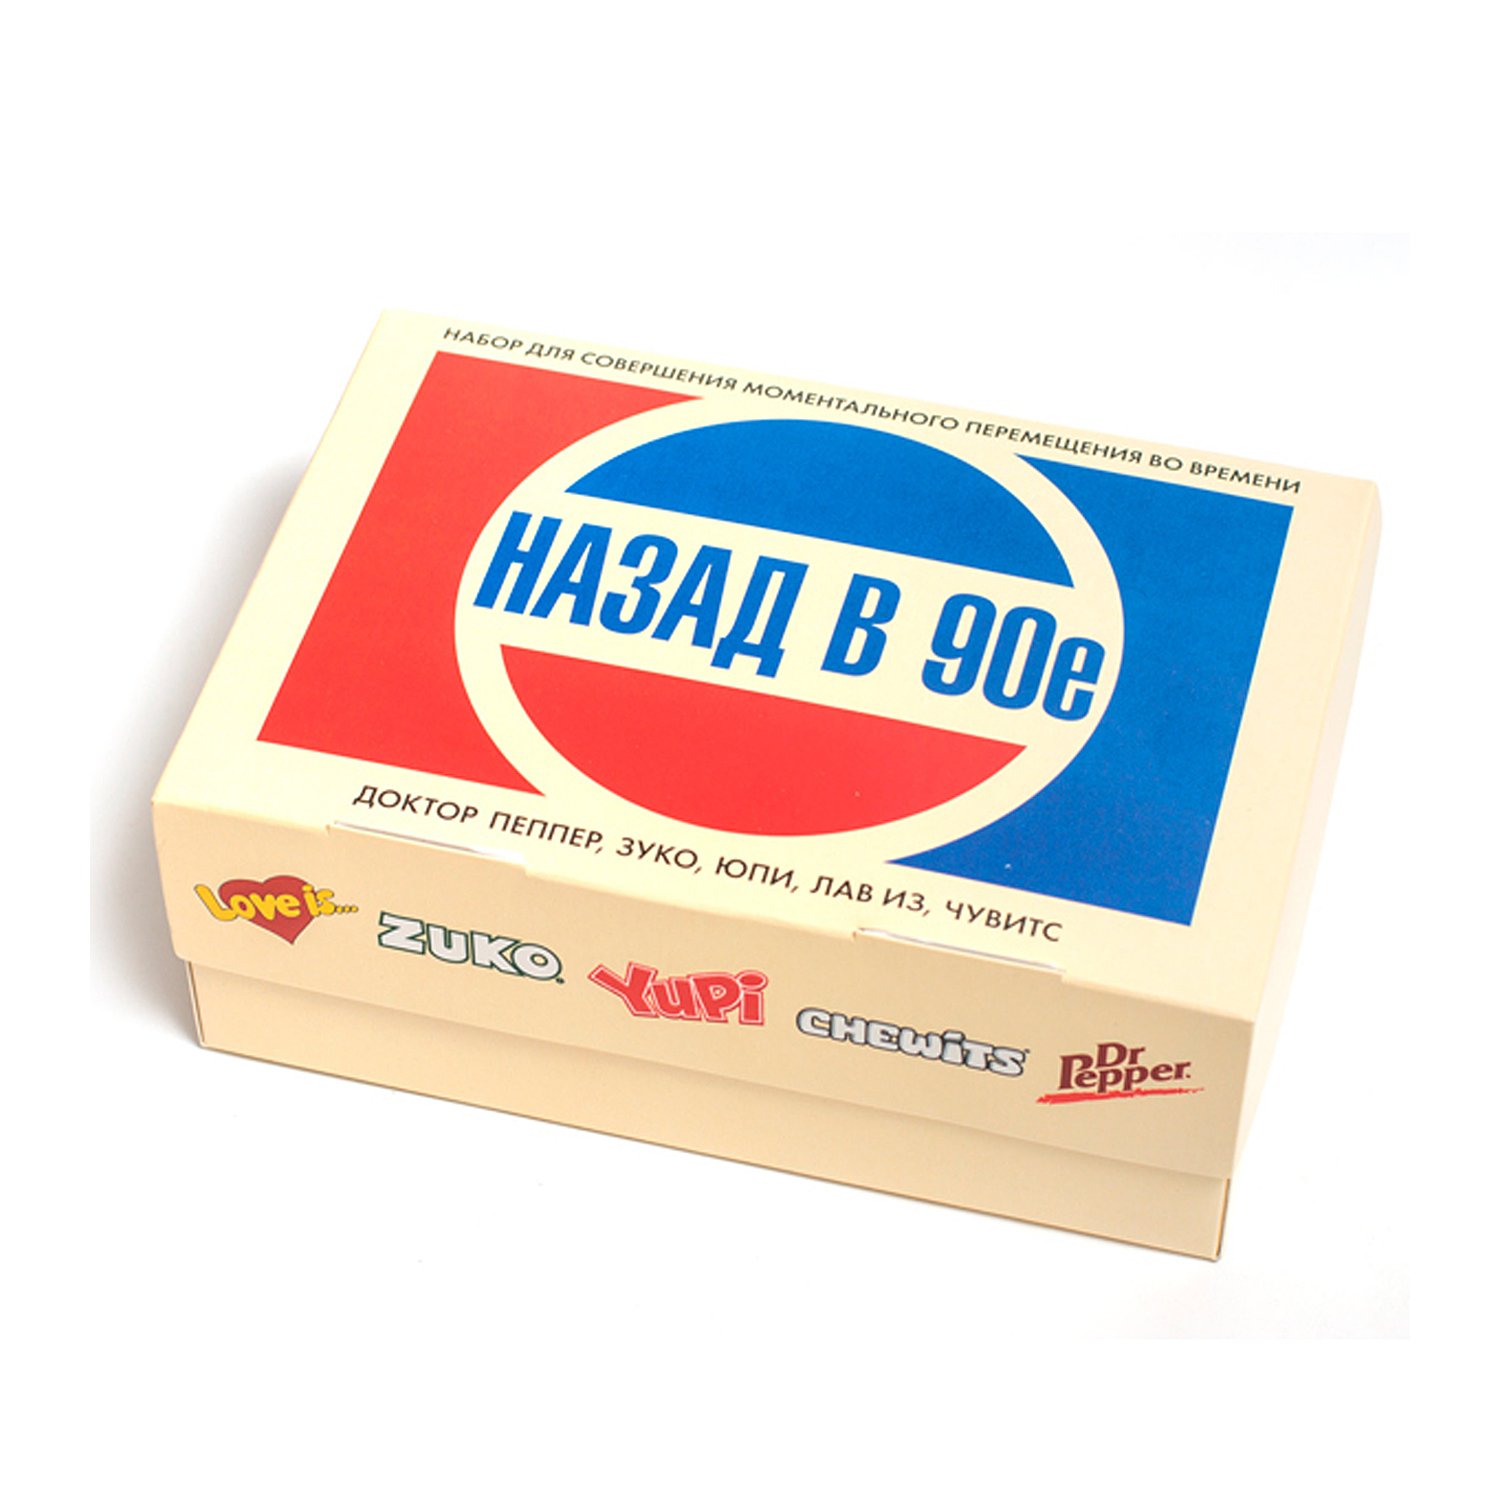 НАБОР ДЛЯ СОВЕРШЕНИЯ МОМЕНТАЛЬНОГО ПЕРЕМЕЩЕНИЯ ВО ВРЕМЕНИ
НАЗАД В 90е
ДОКТОР ПЕППЕР, ЗУКО, ЮПИ, ЛАВ ИЗ, ЧУВИТС
Love is...
ZUKO
YuPi
CHEWiTS
Dr
Pepper.